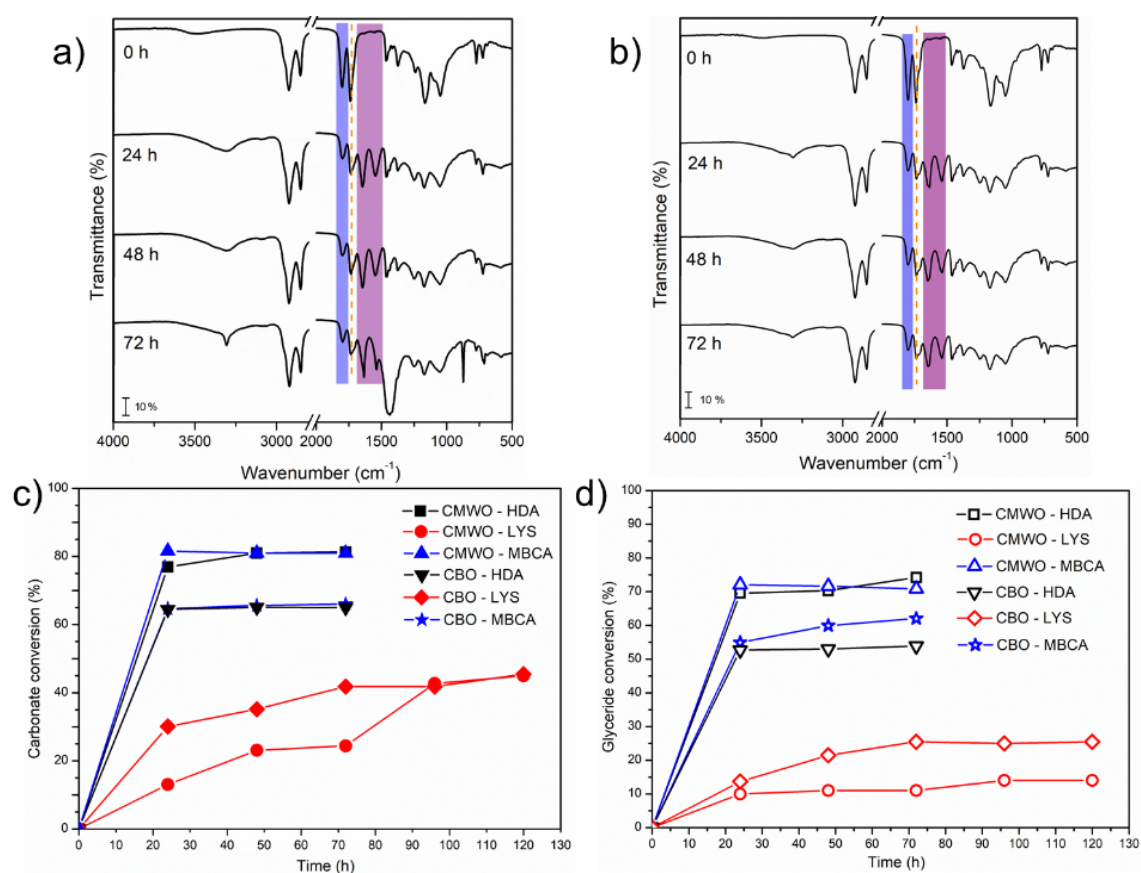 a)
0 h
24 h
48 h
72 h
10 %
Transmittance (%)
4000 3500 3000 2000 1500 1000 500
Wavenumber (cm⁻¹)
b)
0 h
24 h
48 h
72 h
10 %
Transmittance (%)
4000 3500 3000 2000 1500 1000 500
Wavenumber (cm⁻¹)
c)
100
80
60
40
20
0
Carbonate conversion (%)
CMWO - HDA
CMWO - LYS
CMWO - MBCA
CBO - HDA
CBO - LYS
CBO - MBCA
0 10 20 30 40 50 60 70 80 90 100 110 120 130
Time (h)
d)
100
90
80
70
60
50
40
30
20
10
0
Glyceride conversion (%)
CMWO - HDA
CMWO - LYS
CMWO - MBCA
CBO - HDA
CBO - LYS
CBO - MBCA
0 10 20 30 40 50 60 70 80 90 100 110 120 130
Time (h)